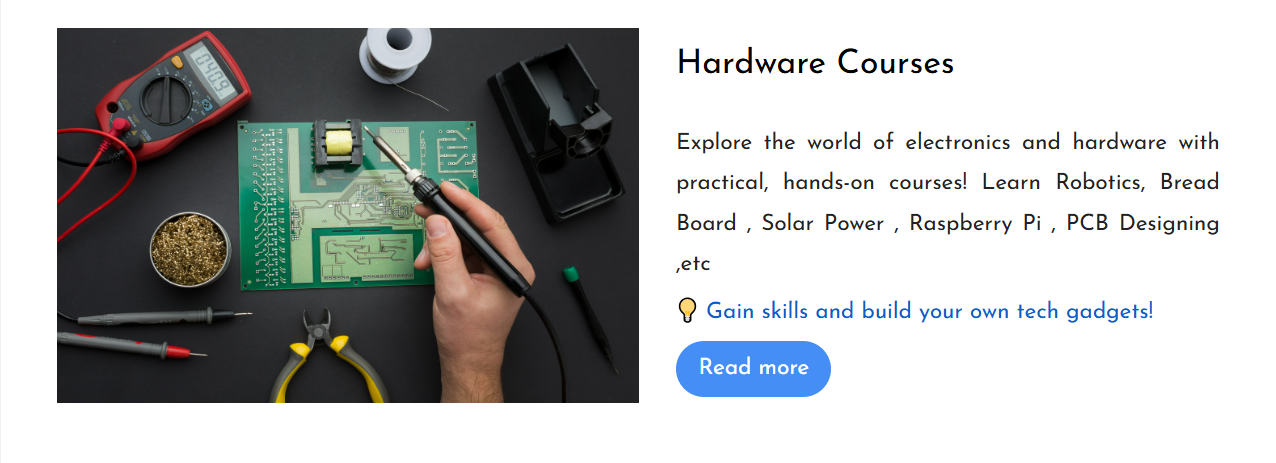 Hardware Courses
Explore the world of electronics and hardware with
practical, hands-on courses! Learn Robotics, Bread
Board , Solar Power , Raspberry Pi , PCB Designing
,etc
💡 Gain skills and build your own tech gadgets!
Read more